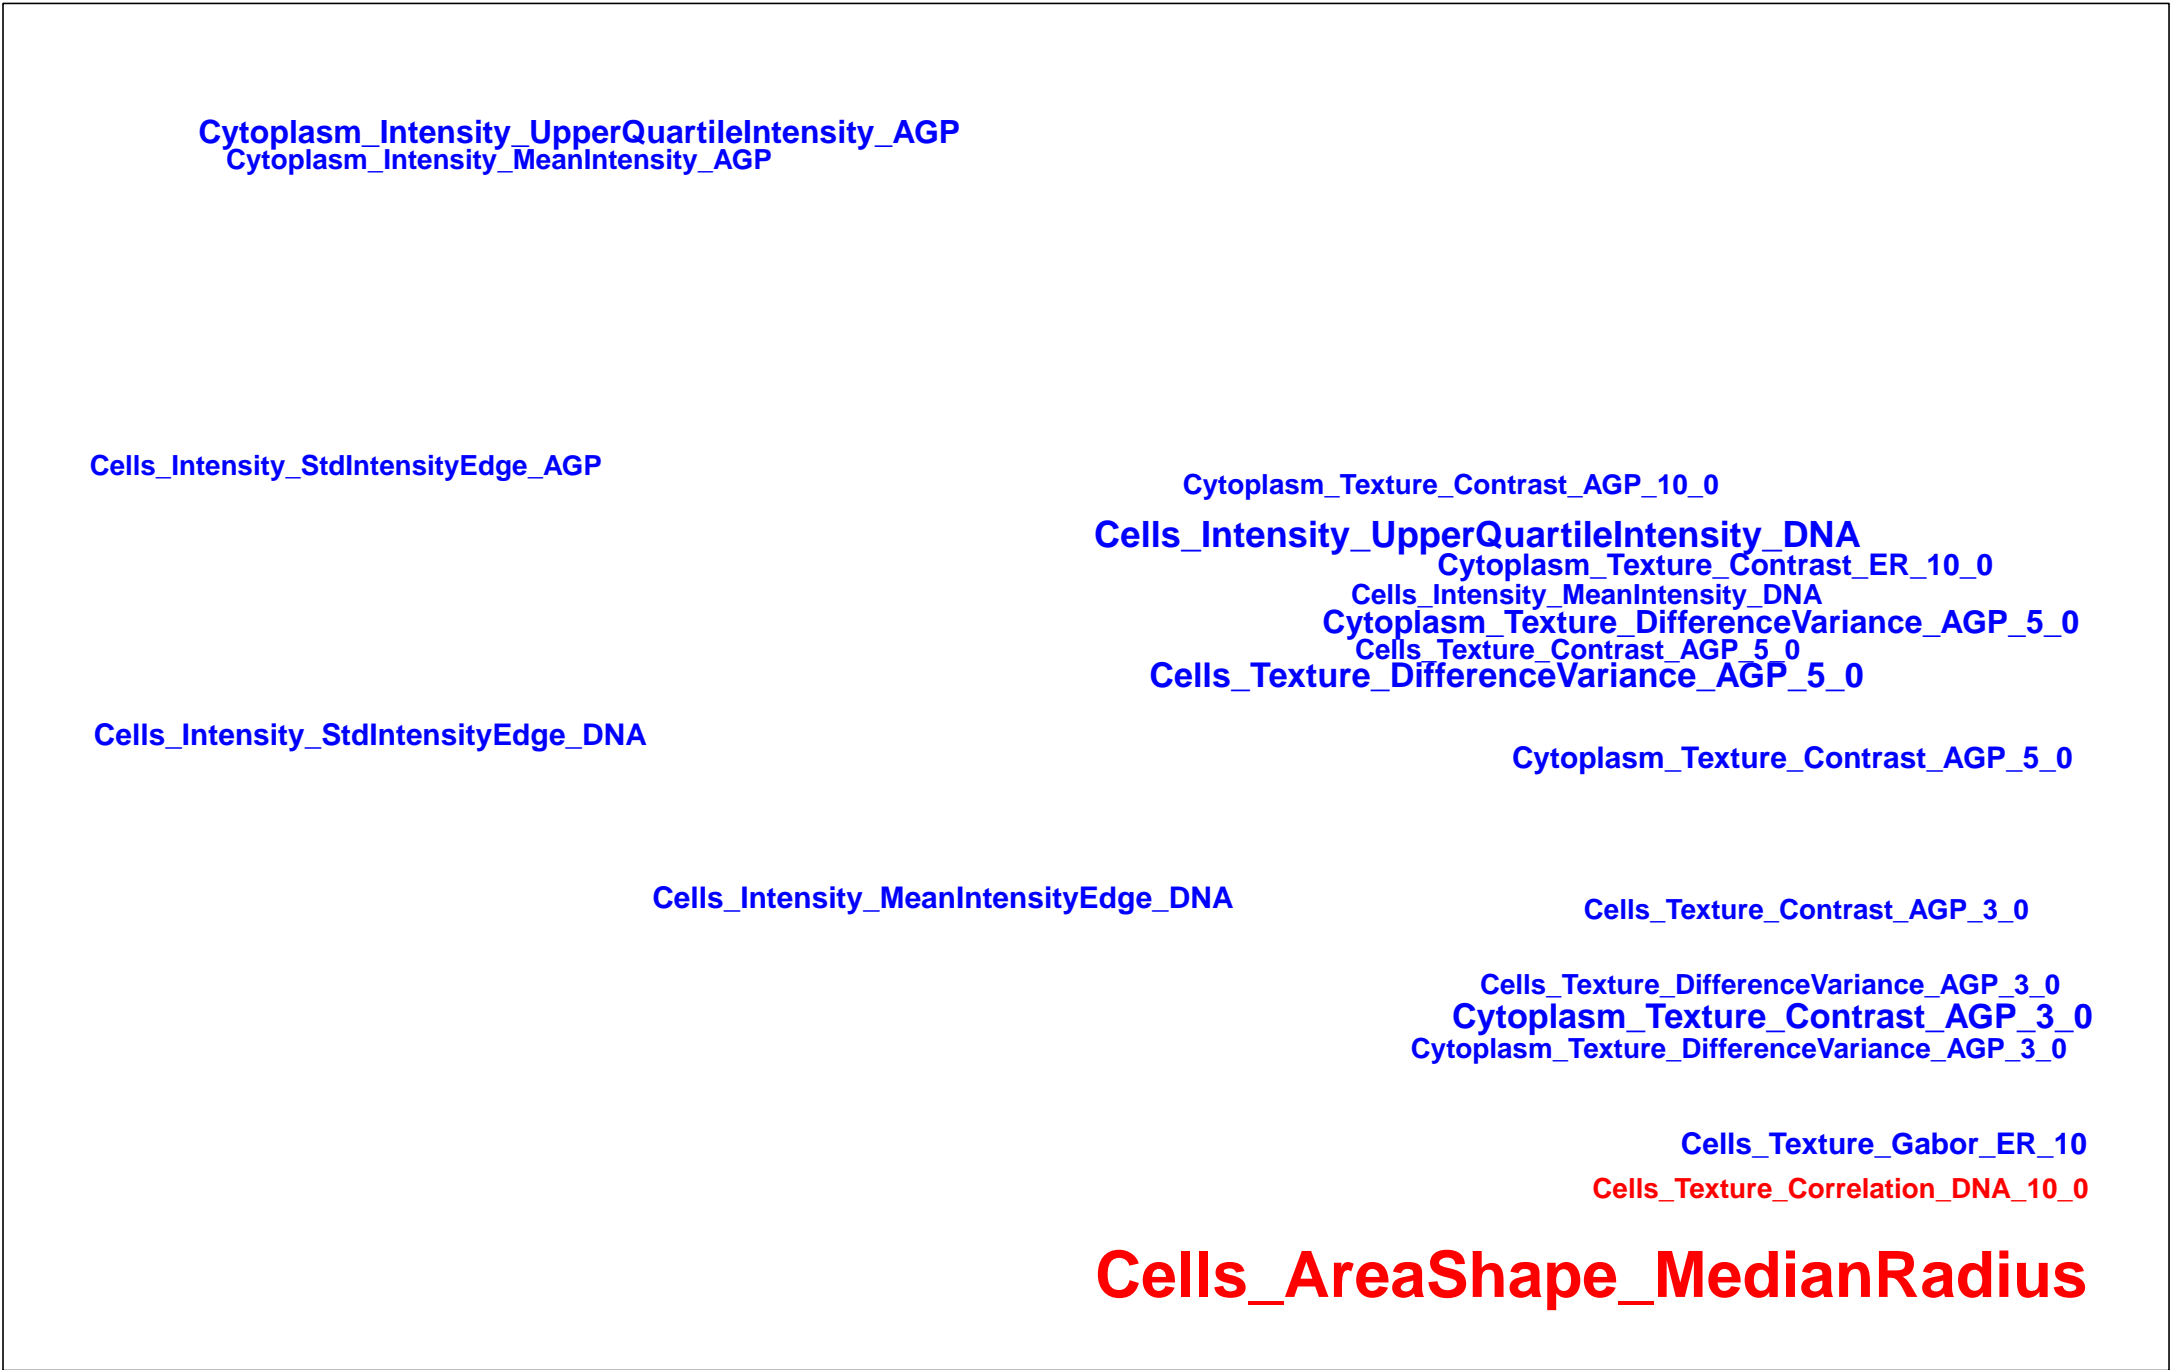 Cytoplasm_Intensity_UpperQuartileIntensity_AGP
Cytoplasm_Intensity_MeanIntensity_AGP
Cells_Intensity_StdIntensityEdge_AGP
Cytoplasm_Texture_Contrast_AGP_10_0
Cells_Intensity_UpperQuartileIntensity_DNA
Cytoplasm_Texture_Contrast_ER_10_0
Cells_Intensity_MeanIntensity_DNA
Cytoplasm_Texture_DifferenceVariance_AGP_5_0
Cells_Texture_Contrast_AGP_5_0
Cells_Texture_DifferenceVariance_AGP_5_0
Cells_Intensity_StdIntensityEdge_DNA
Cytoplasm_Texture_Contrast_AGP_5_0
Cells_Intensity_MeanIntensityEdge_DNA
Cells_Texture_Contrast_AGP_3_0
Cells_Texture_DifferenceVariance_AGP_3_0
Cytoplasm_Texture_Contrast_AGP_3_0
Cytoplasm_Texture_DifferenceVariance_AGP_3_0
Cells_Texture_Gabor_ER_10
Cells_Texture_Correlation_DNA_10_0
Cells_AreaShape_MedianRadius